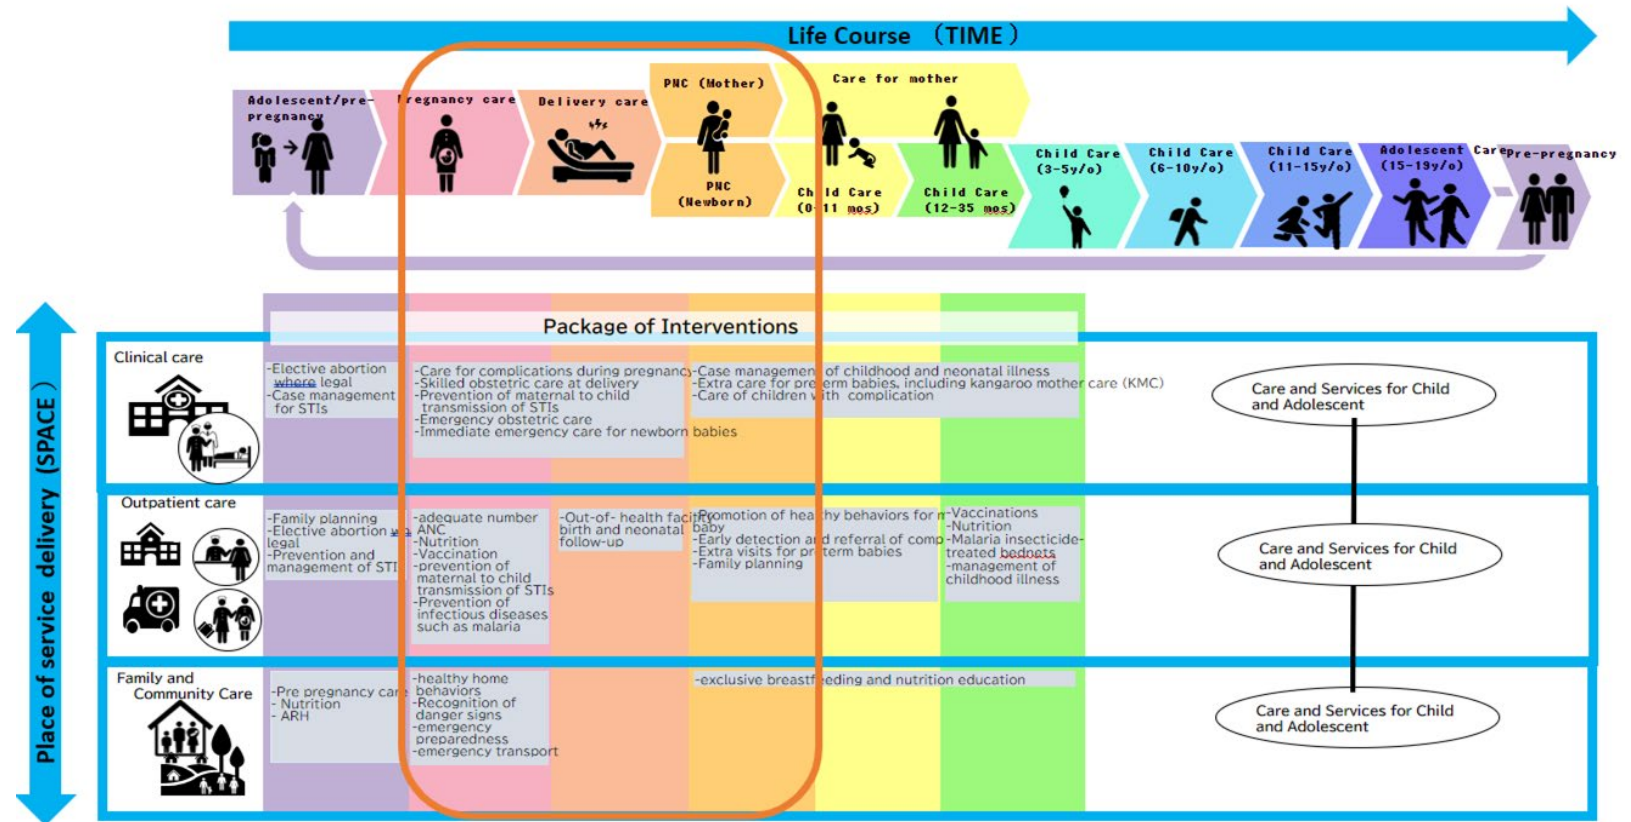 Life Course （TIME）
Adolescent/pre-
pregnancy
Pregnancy care
Delivery care
PNC (Mother)
Care for mother
PNC
(Newborn)
Child Care
(0-11 mos)
Child Care
(12-35 mos)
Child Care
(3-5y/o)
Child Care
(6-10y/o)
Child Care
(11-15y/o)
Adolescent Care
(15-19y/o)
Pre-pregnancy
Place of service delivery (SPACE)
Package of Interventions
Clinical care
-Elective abortion
where legal
-Case management
for STIs
-Care for complications during pregnancy
-Skilled obstetric care at delivery
-Prevention of maternal to child
transmission of STIs
-Emergency obstetric care
-Immediate emergency care for newborn babies
-Case management of childhood and neonatal illness
-Extra care for preterm babies, including kangaroo mother care (KMC)
-Care of children with complication
Care and Services for Child
and Adolescent
Outpatient care
-Family planning
-Elective abortion
legal
-Prevention and
management of STI
-adequate number
ANC
-Nutrition
-Vaccination
-prevention of
maternal to child
transmission of STIs
-Prevention of
infectious diseases
such as malaria
-Out-of- health facility
birth and neonatal
follow-up
-Promotion of healthy behaviors for
baby
-Early detection and referral of comp
-Extra visits for preterm babies
-Family planning
-Vaccinations
-Nutrition
-Malaria insecticide-
treated bednets
-management of
childhood illness
Care and Services for Child
and Adolescent
Family and
Community Care
-Pre pregnancy care
- Nutrition
- ARH
-healthy home
behaviors
-Recognition of
danger signs
-emergency
preparedness
-emergency transport
-exclusive breastfeeding and nutrition education
Care and Services for Child
and Adolescent